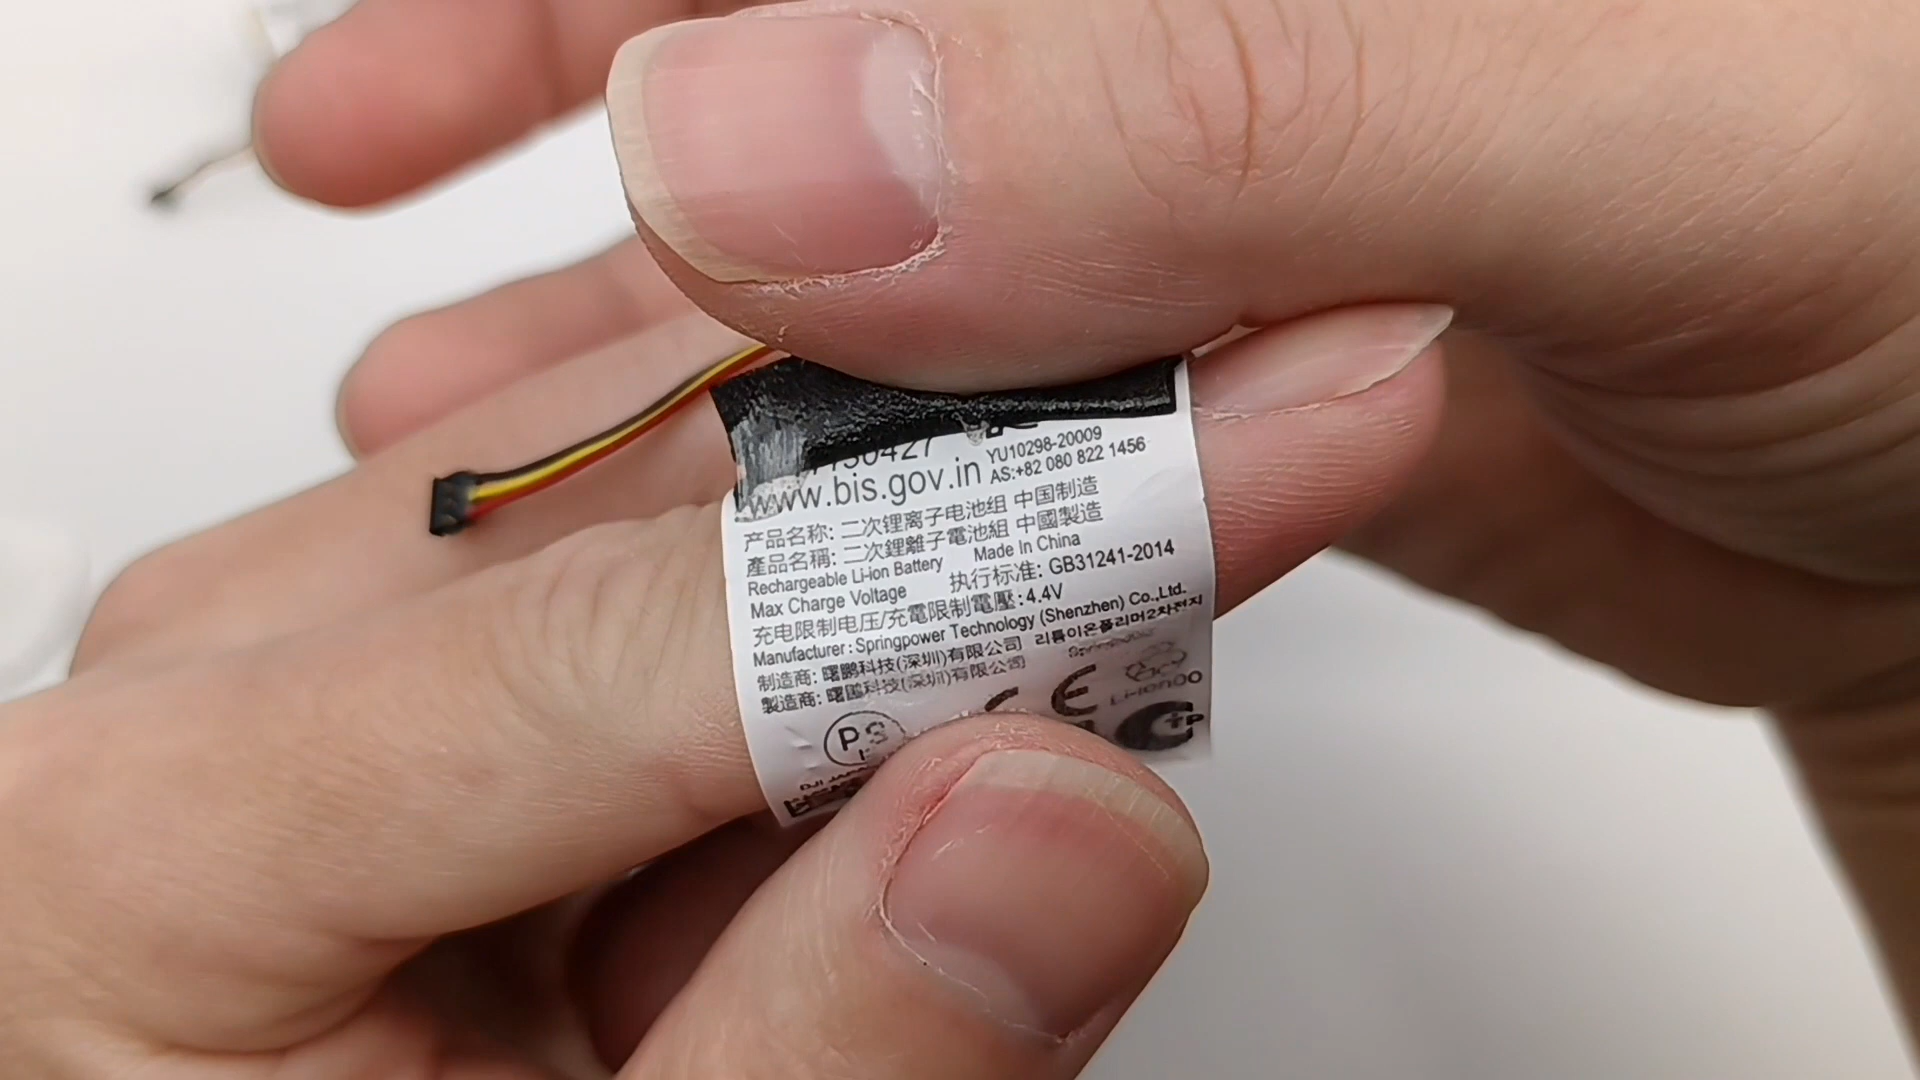 www.bis.gov.in
YU10298-20009
AS:+82 080 822 1456
产品名称: 二次锂离子电池组 中国制造
產品名稱: 二次鋰離子電池組 中國製造
Rechargeable Li-ion Battery Made In China
Max Charge Voltage 执行标准: GB31241-2014
充电限制电压/充電限制電壓:4.4V
Manufacturer: Springpower Technology (Shenzhen) Co.,Ltd.
制造商: 曙鹏科技(深圳)有限公司 리튬이온폴리머2차전지
製造商: 曙鵬科技(深圳)有限公司
Li-ion00
PS
CE
DJI